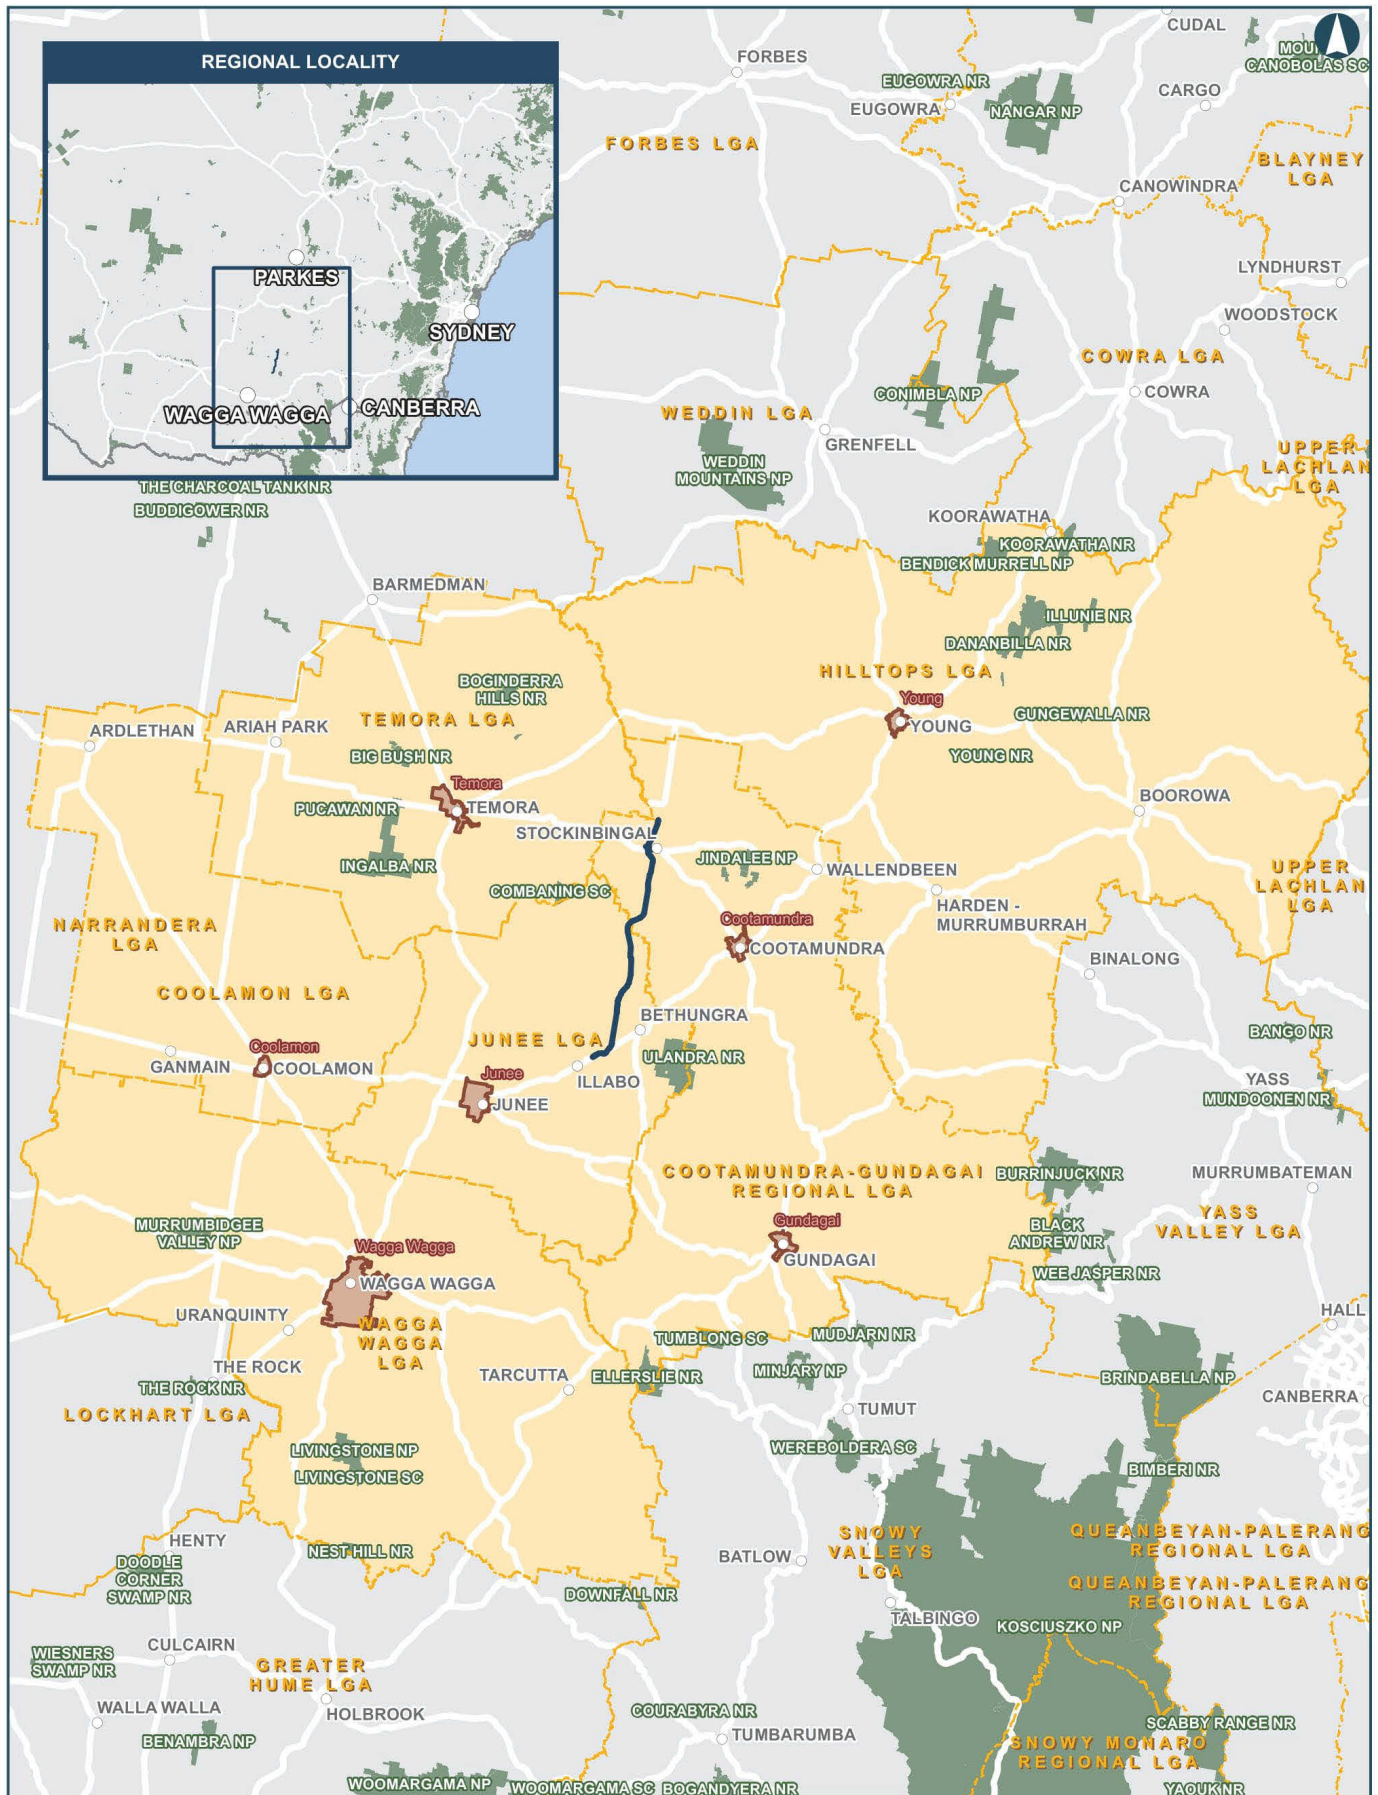 REGIONAL LOCALITY
PARKES
SYDNEY
WAGGA WAGGA
CANBERRA
CUDAL
FORBES
CANOBOLAS SC
EUGOWRA NR
CARGO
EUGOWRA
NANGAR NP
FORBES LGA
BLAYNEY
LGA
CANOWINDRA
LYNDHURST
WOODSTOCK
COWRA LGA
CONIMBLA NP
COWRA
WEDDIN LGA
GRENFELL
UPPER
LACHLAN
LGA
WEDDIN
MOUNTAINS NP
THE CHARCOAL TANK NR
BUDDIGOWER NR
KOORAWATHA
KOORAWATHA NR
BENDICK MURRELL NP
BARMEDMAN
ILLUNIE NR
DANANBILLA NR
HILLTOPS LGA
BOGINDERRA
HILLS NR
Young
YOUNG
GUNGEWALLA NR
TEMORA LGA
ARDLETHAN
ARIAH PARK
BIG BUSH NR
YOUNG NR
Temora
TEMORA
BOOROWA
PUCAWAN NR
STOCKINBINGAL
JINDALEE NP
INGALBA NR
WALLENDBEEN
UPPER
LACHLAN
LGA
COMBANING SC
HARDEN -
MURRUMBURRAH
Cootamundra
COOTAMUNDRA
NARRANDERA
LGA
BINALONG
COOLAMON LGA
BETHUNGRA
BANGO NR
JUNEE LGA
Coolamon
COOLAMON
GANMAIN
ULANDRA NR
Junee
JUNEE
ILLABO
YASS
MUNDOONEN NR
COOTAMUNDRA-GUNDAGAI
REGIONAL LGA
BURRINJUCK NR
MURRUMBATEMAN
YASS
VALLEY LGA
MURRUMBIDGEE
VALLEY NP
Gundagai
GUNDAGAI
BLACK
ANDREW NR
Wagga Wagga
WAGGA WAGGA
WEE JASPER NR
URANQUINTY
WAGGA
WAGGA
LGA
HALL
TUMBLONG SC
MUDJARN NR
THE ROCK
THE ROCK NR
TARCUTTA
ELLERSLIE NR
MINJARY NP
BRINDABELLA NP
CANBERRA
LOCKHART LGA
TUMUT
LIVINGSTONE NP
LIVINGSTONE SC
WEREBOLDERA SC
BIMBERI NR
HENTY
NEST HILL NR
SNOWY
VALLEYS
LGA
QUEANBEYAN-PALERANG
REGIONAL LGA
BATLOW
DOODLE
CORNER
SWAMP NR
DOWNFALL NR
QUEANBEYAN-PALERANG
REGIONAL LGA
TALBINGO
KOSCIUSZKO NP
CULCAIRN
WIESNERS
SWAMP NR
GREATER
HUME LGA
WALLA WALLA
HOLBROOK
COURABYRA NR
TUMBARUMBA
SCABBY RANGE NR
BENAMBRA NP
SNOWY MONARO
REGIONAL LGA
WOOMARGAMA NP
WOOMARGAMA SC
BOGANDYERA NR
YAOUK NR